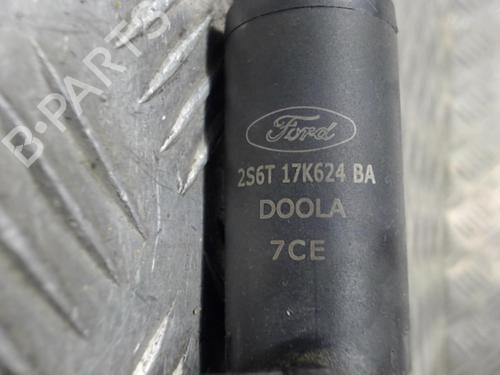 B-PARTS
Ford
2S6T 17K624 BA
DOOLA
7CE